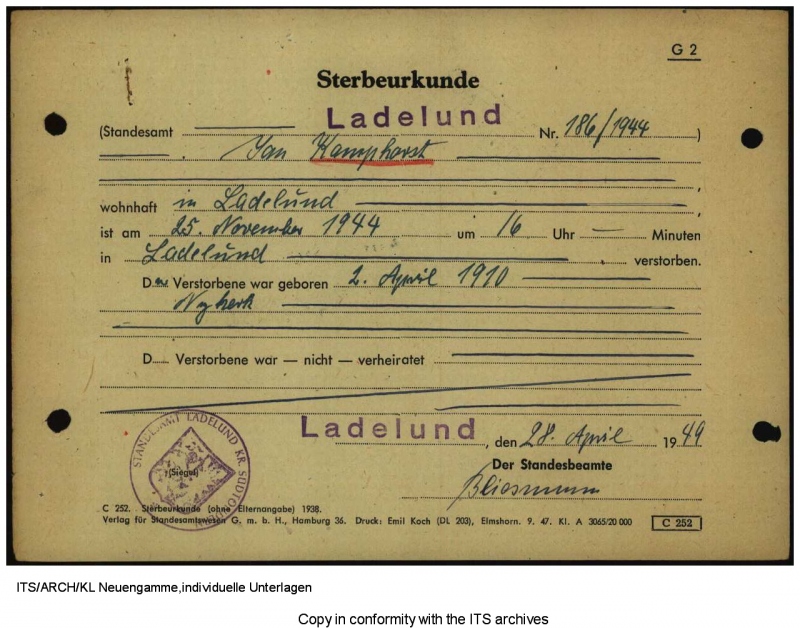 G 2
Sterbeurkunde
(Standesamt Ladelund Nr. 186/1944 )
Jan Kamphorst
wohnhaft in Ladelund ,
ist am 25. November 1944 um 16 Uhr — Minuten
in Ladelund verstorben.
Der Verstorbene war geboren 2. April 1910
Nykerk
D..... Verstorbene war — nicht — verheiratet
Ladelund, den 28. April 1949
Der Standesbeamte
STANDESAMT LADELUND KR. SÜDTONDERN
(Siegel)
C 252. Sterbeurkunde (ohne Elternangabe) 1938.
Verlag für Standesamtswesen G. m. b. H., Hamburg 36. Druck: Emil Koch (DL 203), Elmshorn. 9. 47. Kl. A 3065/20 000 C 252
ITS/ARCH/KL Neuengamme,individuelle Unterlagen
Copy in conformity with the ITS archives